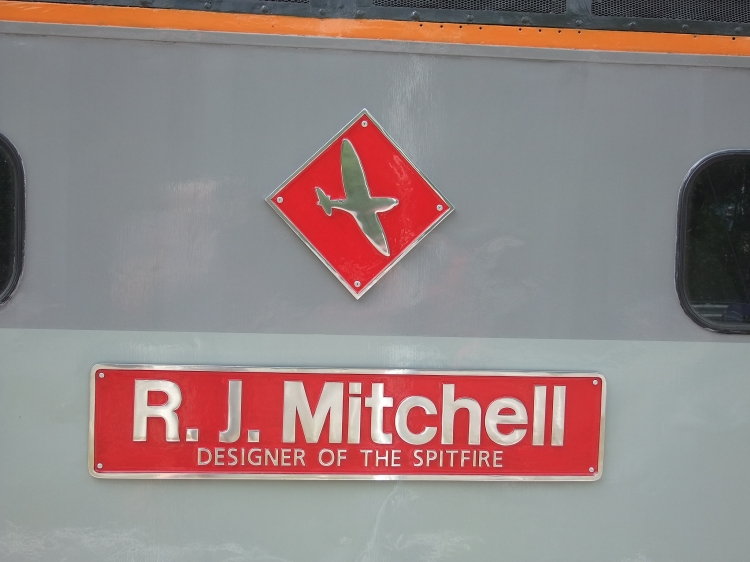 R. J. Mitchell
DESIGNER OF THE SPITFIRE